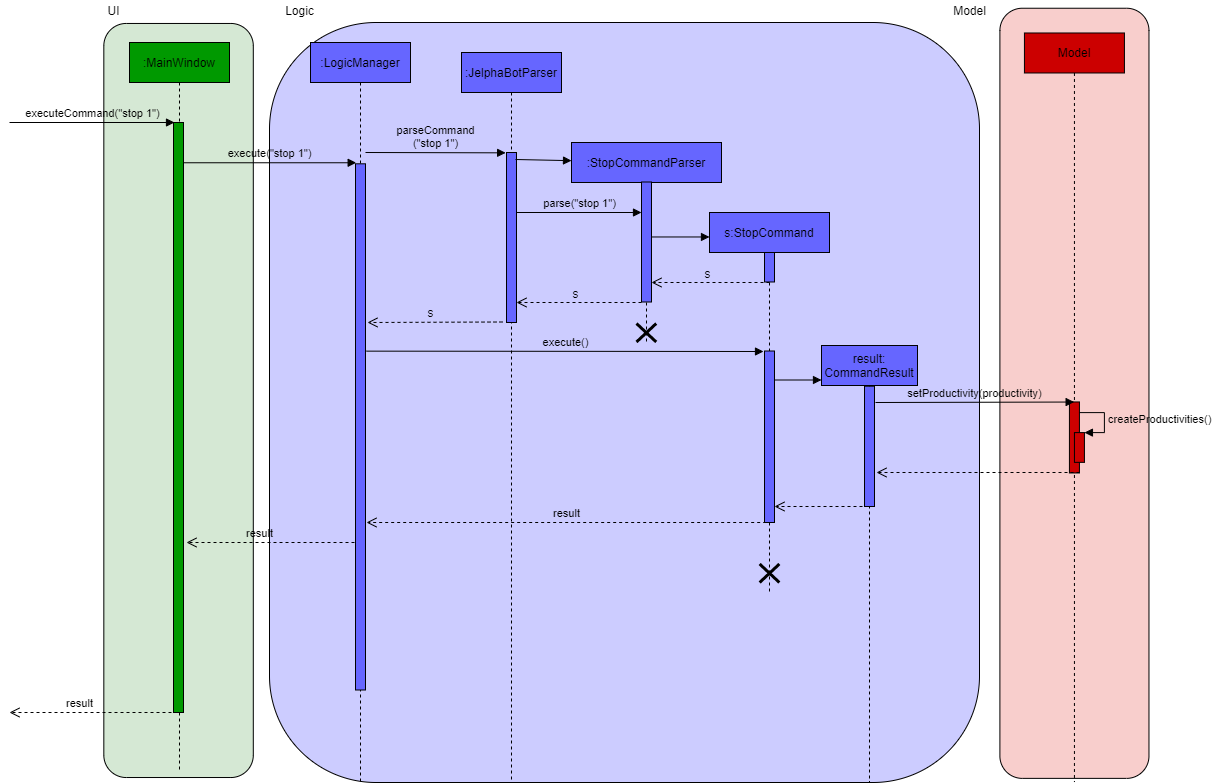 UI
Logic
Model
:MainWindow
:LogicManager
:JelphaBotParser
Model
executeCommand("stop 1")
parseCommand
("stop 1")
execute("stop 1")
:StopCommandParser
parse("stop 1")
s:StopCommand
s
s
s
execute()
result:
CommandResult
setProductivity(productivity)
createProductivities()
result
result
result